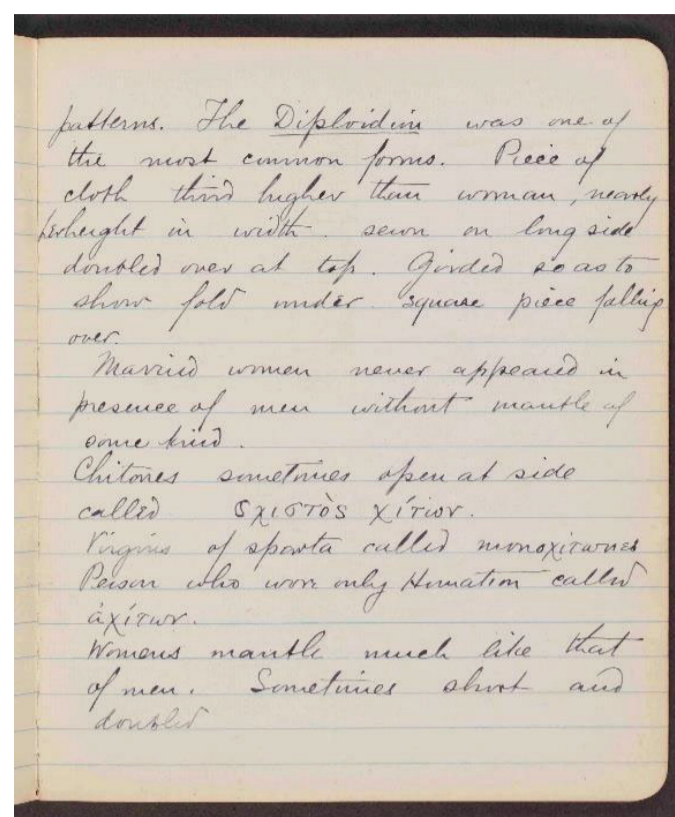 patterns. The Diploidion was one of
the most common forms. Piece of
cloth third higher than woman, nearly
her height in width. sewn on long side
doubled over at top. Girded so as to
show fold under square piece falling
over.
Married women never appeared in
presence of men without mantle of
some kind.
Chitones sometimes open at side
called σχιστὸς χίτων.
Virgins of sparta called μονοχίτωνες
Person who wore only Himation called
ἀχίτων.
Womens mantle much like that
of men. Sometimes short and
doubled